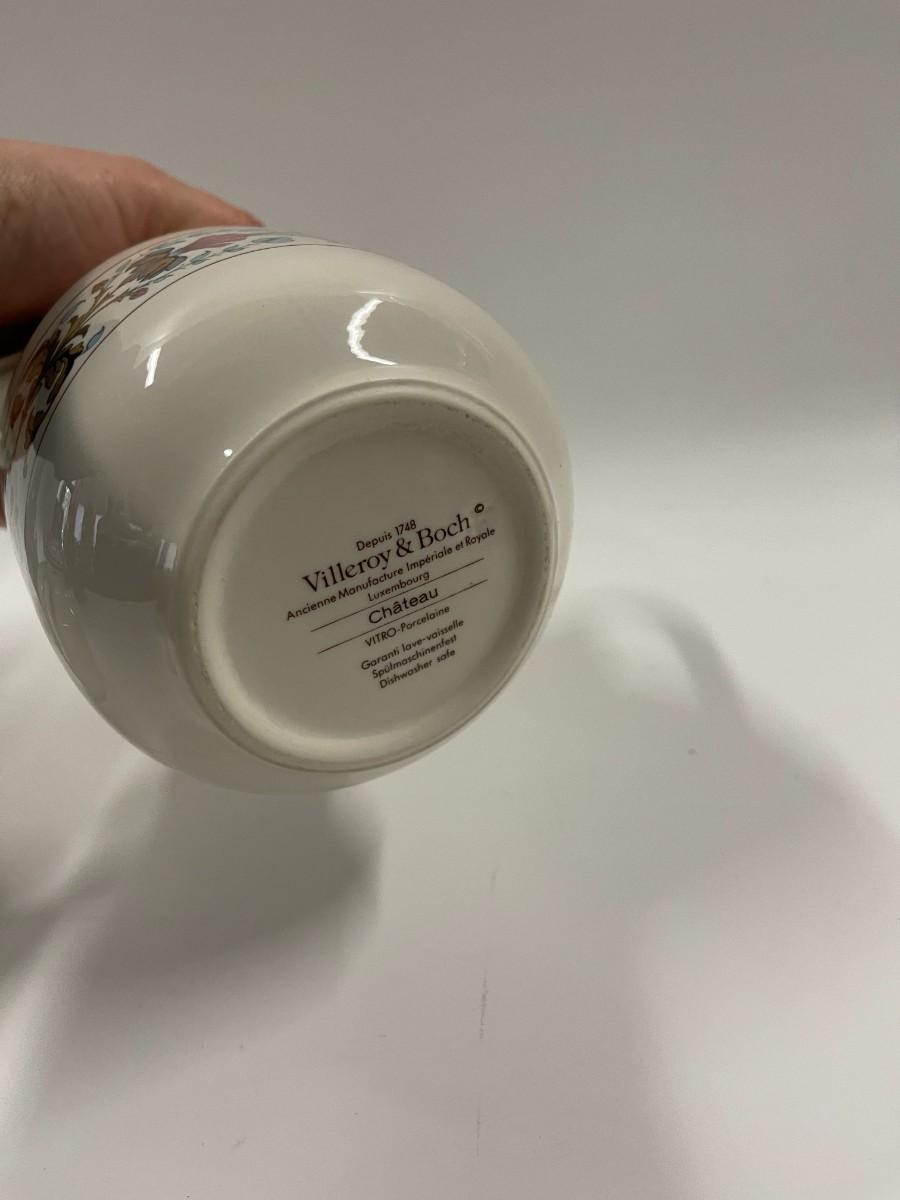 Depuis 1748
Villeroy & Boch ©
Ancienne Manufacture Impériale et Royale
Luxembourg
Château
VITRO-Porcelaine
Garanti lave-vaisselle
Spülmaschinenfest
Dishwasher safe